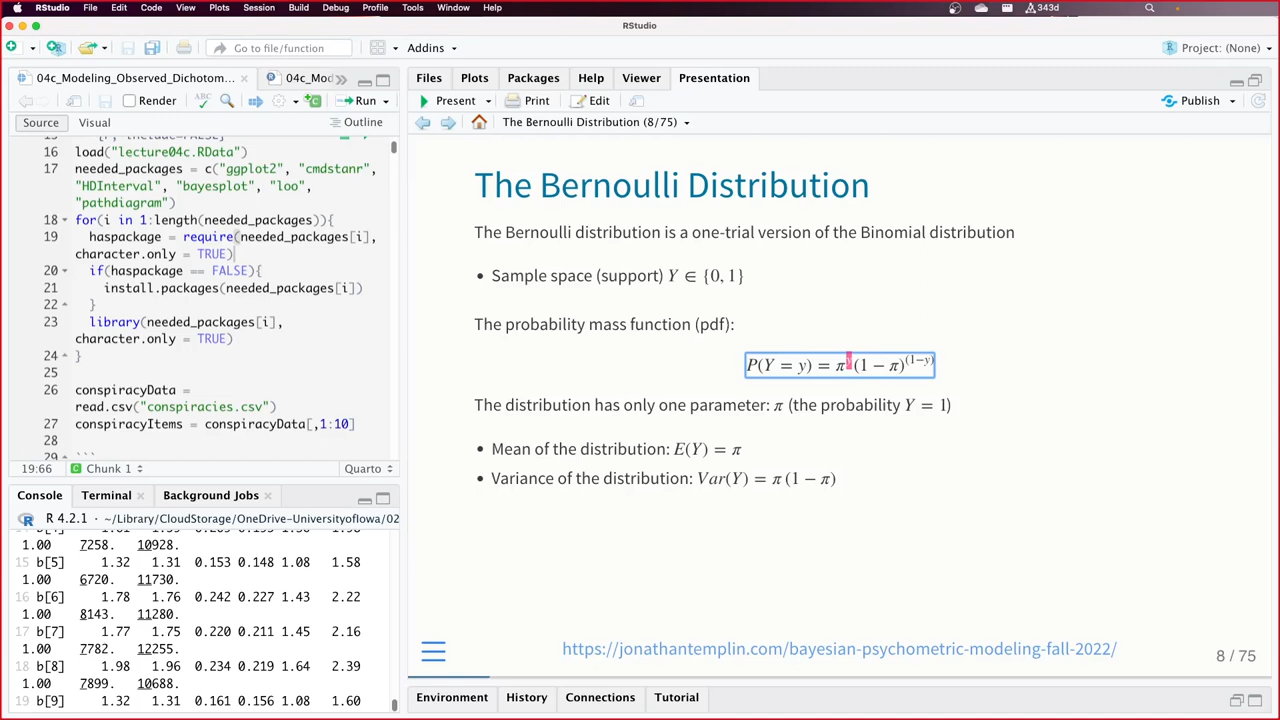 RStudio File Edit Code View Plots Session Build Debug Profile Tools Window Help 343d
RStudio
Go to file/function Addins Project: (None)
04c_Modeling_Observed_Dichotom... 04c_Mod
Render ABC Run
Source Visual Outline
16 load("lecture04c.RData")
17 needed_packages = c("ggplot2", "cmdstanr",
"HDInterval", "bayesplot", "loo",
"pathdiagram")
18 for(i in 1:length(needed_packages)){
19 haspackage = require(needed_packages[i],
character.only = TRUE)
20 if(haspackage == FALSE){
21 install.packages(needed_packages[i])
22 }
23 library(needed_packages[i],
character.only = TRUE)
24 }
25
26 conspiracyData =
read.csv("conspiracies.csv")
27 conspiracyItems = conspiracyData[,1:10]
28
29 ```
19:66 Chunk 1 Quarto
Console Terminal Background Jobs
R 4.2.1 · ~/Library/CloudStorage/OneDrive-UniversityofIowa/02
1.00 7258. 10928.
15 b[5] 1.32 1.31 0.153 0.148 1.08 1.58
1.00 6720. 11730.
16 b[6] 1.78 1.76 0.242 0.227 1.43 2.22
1.00 8143. 11280.
17 b[7] 1.77 1.75 0.220 0.211 1.45 2.16
1.00 7782. 12255.
18 b[8] 1.98 1.96 0.234 0.219 1.64 2.39
1.00 7899. 10688.
19 b[9] 1.32 1.31 0.161 0.156 1.08 1.60
Files Plots Packages Help Viewer Presentation
Present Print Edit Publish
The Bernoulli Distribution (8/75)
The Bernoulli Distribution
The Bernoulli distribution is a one-trial version of the Binomial distribution
• Sample space (support) Y ∈ {0, 1}
The probability mass function (pdf):
P(Y = y) = π^y (1 − π)^(1−y)
The distribution has only one parameter: π (the probability Y = 1)
• Mean of the distribution: E(Y) = π
• Variance of the distribution: Var(Y) = π (1 − π)
https://jonathantemplin.com/bayesian-psychometric-modeling-fall-2022/
8 / 75
Environment History Connections Tutorial